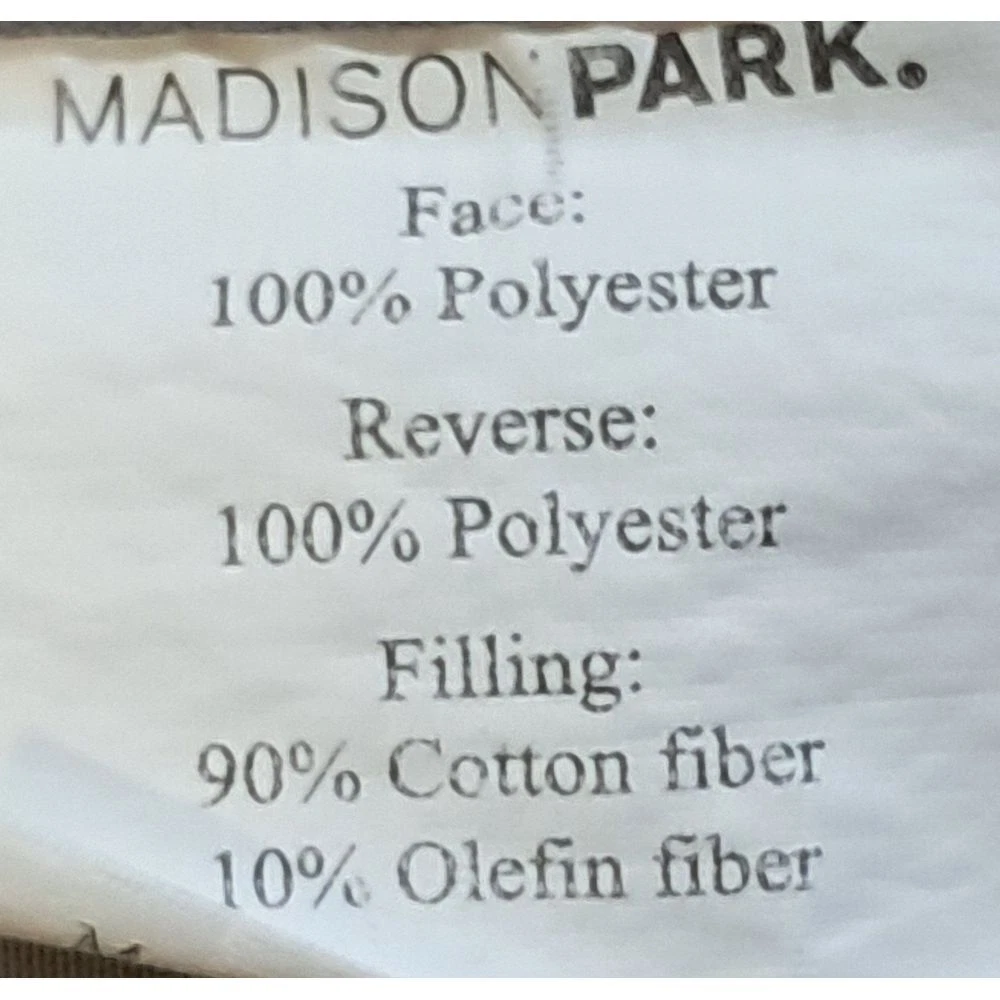 MADISON PARK.
Face:
100% Polyester
Reverse:
100% Polyester
Filling:
90% Cotton fiber
10% Olefin fiber